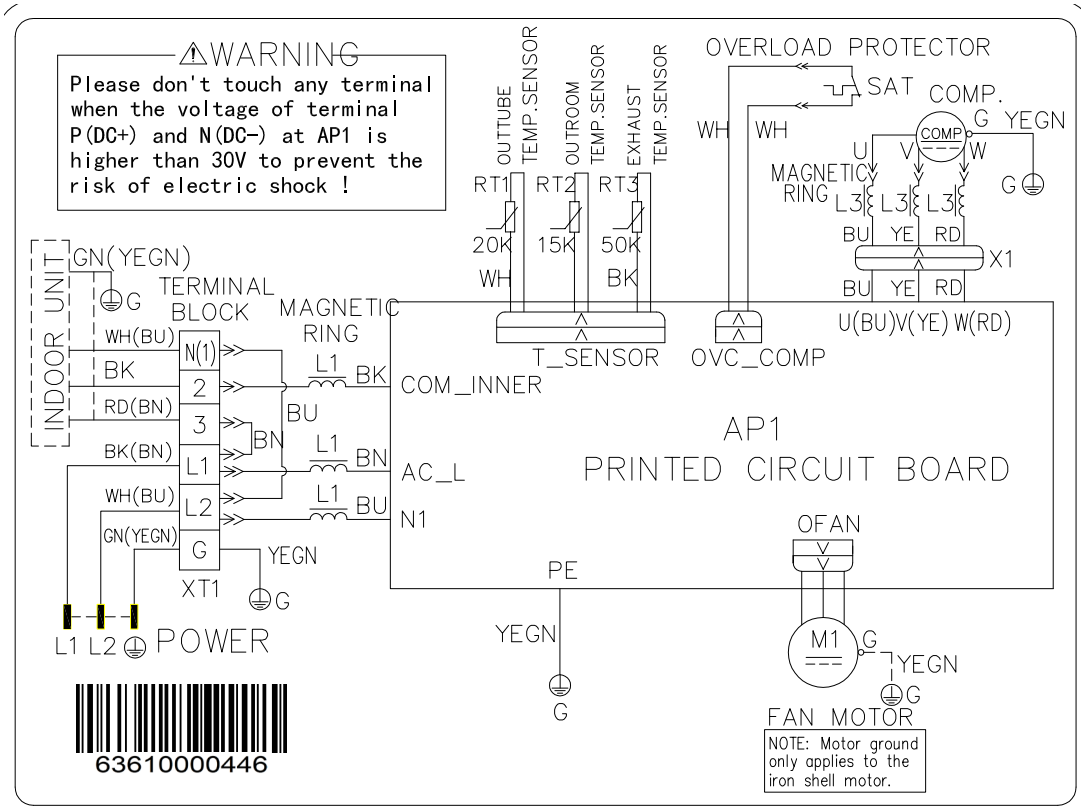 WARNING
Please don't touch any terminal
when the voltage of terminal
P(DC+) and N(DC-) at AP1 is
higher than 30V to prevent the
risk of electric shock !
OUTTUBE
TEMP.SENSOR
OUTROOM
TEMP.SENSOR
EXHAUST
TEMP.SENSOR
RT1
RT2
RT3
20K
15K
50K
WH
BK
OVERLOAD PROTECTOR
SAT
WH
WH
COMP.
COMP
G
YEGN
G
U
V
W
MAGNETIC
RING
L3
L3
L3
BU
YE
RD
X1
BU
YE
RD
U(BU)
V(YE)
W(RD)
T_SENSOR
OVC_COMP
INDOOR UNIT
GN(YEGN)
G
TERMINAL
BLOCK
MAGNETIC
RING
WH(BU)
N(1)
BK
2
L1
BK
COM_INNER
RD(BN)
3
BU
BN
BK(BN)
L1
L1
BN
AC_L
WH(BU)
L2
L1
BU
N1
GN(YEGN)
G
YEGN
XT1
G
AP1
PRINTED CIRCUIT BOARD
OFAN
PE
YEGN
G
L1
L2
POWER
M1
G
YEGN
G
FAN MOTOR
NOTE: Motor ground
only applies to the
iron shell motor.
63610000446